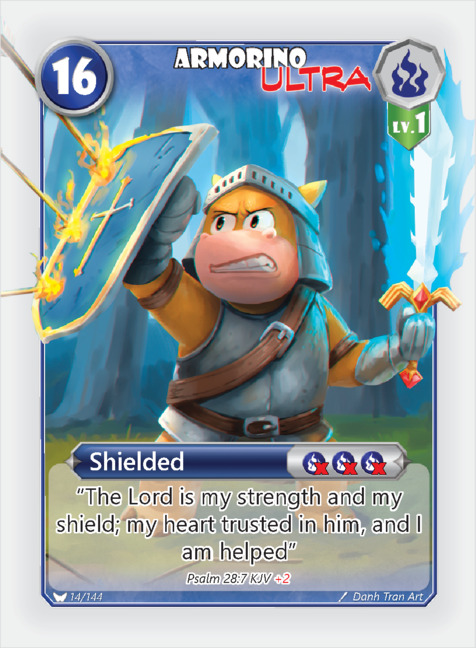 16
ARMORINO
ULTRA
LV.1
Shielded
“The Lord is my strength and my
shield; my heart trusted in him, and I
am helped”
Psalm 28:7 KJV +2
14/144
Danh Tran Art